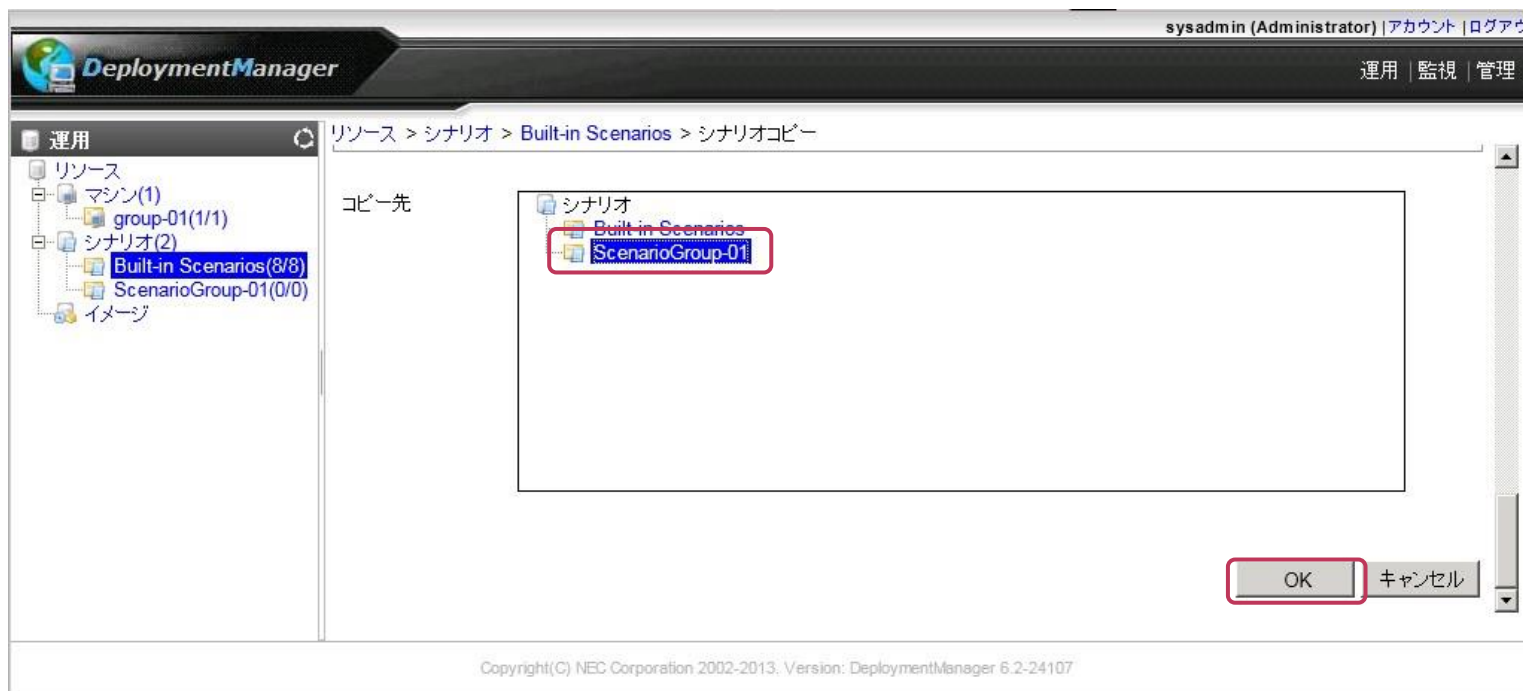 sysadmin (Administrator) | アカウント | ログアウ
DeploymentManager
運用 | 監視 | 管理
運用
リソース > シナリオ > Built-in Scenarios > シナリオコピー
リソース
マシン(1)
group-01(1/1)
シナリオ(2)
Built-in Scenarios(8/8)
ScenarioGroup-01(0/0)
イメージ
コピー先
シナリオ
Built-in Scenarios
ScenarioGroup-01
OK
キャンセル
Copyright(C) NEC Corporation 2002-2013. Version: DeploymentManager 6.2-24107